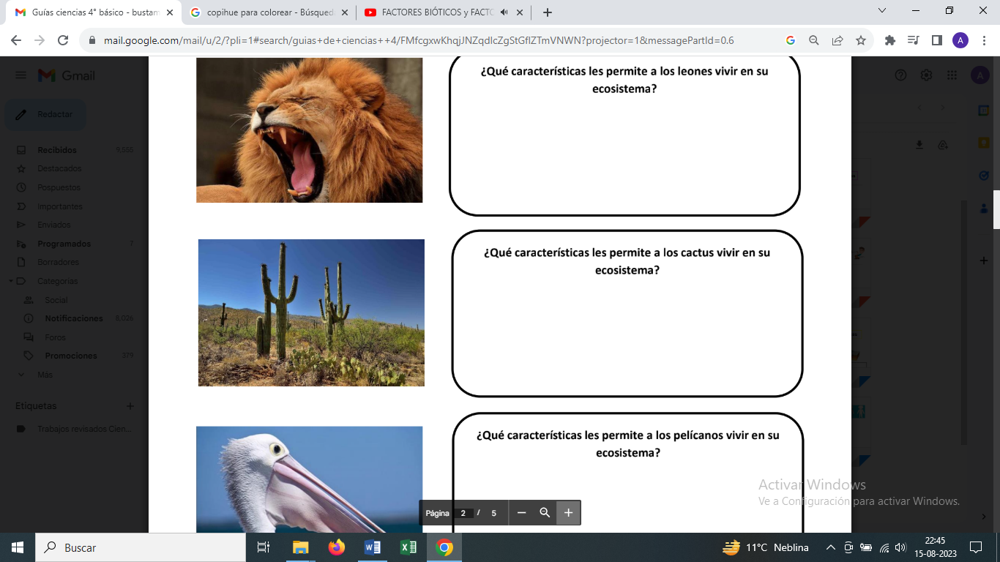 Guías ciencias 4° básico - bustam
copihue para colorear - Búsqued
FACTORES BIÓTICOS y FACTO
mail.google.com/mail/u/2/?pli=1#search/guias+de+ciencias++4/FMfcgxwKhqjJNZqdlcZgStGflZTmVNWN?projector=1&messagePartId=0.6
A
Gmail
A
Redactar
Recibidos 9,555
Destacados
Pospuestos
Importantes
Enviados
Programados 7
Borradores
Categorías
Social
Notificaciones 8,026
Foros
Promociones 379
Más
Etiquetas
Trabajos revisados Cien...
¿Qué características les permite a los leones vivir en su
ecosistema?
¿Qué características les permite a los cactus vivir en su
ecosistema?
¿Qué características les permite a los pelícanos vivir en su
ecosistema?
Activar Windows
Ve a Configuración para activar Windows.
Página 2 / 5
Buscar
11°C Neblina
22:45
15-08-2023